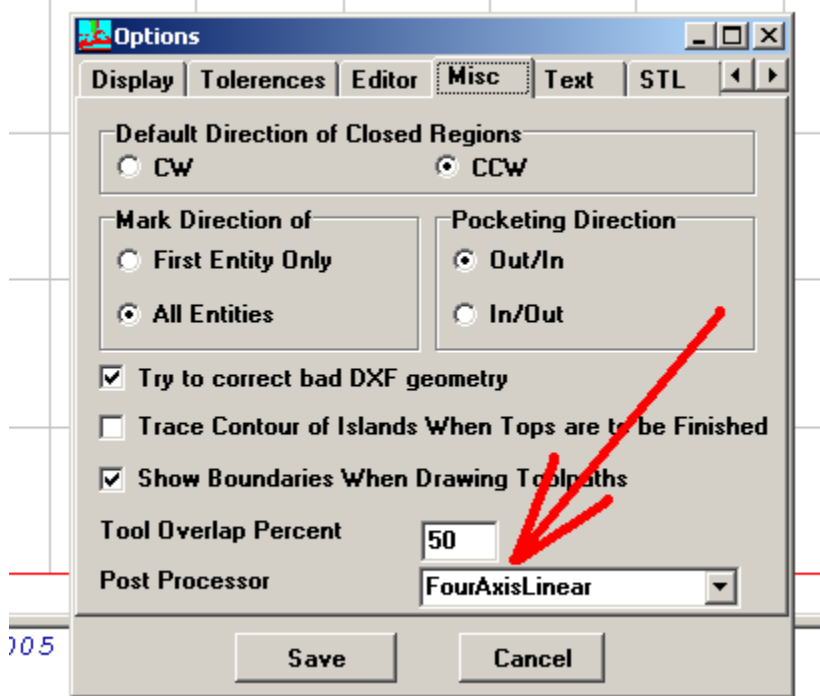 Options
Display Tolerences Editor Misc Text STL
Default Direction of Closed Regions
CW CCW
Mark Direction of Pocketing Direction
First Entity Only Out/In
All Entities In/Out
Try to correct bad DXF geometry
Trace Contour of Islands When Tops are to be Finished
Show Boundaries When Drawing Toolpaths
Tool Overlap Percent 50
Post Processor FourAxisLinear
005
Save Cancel